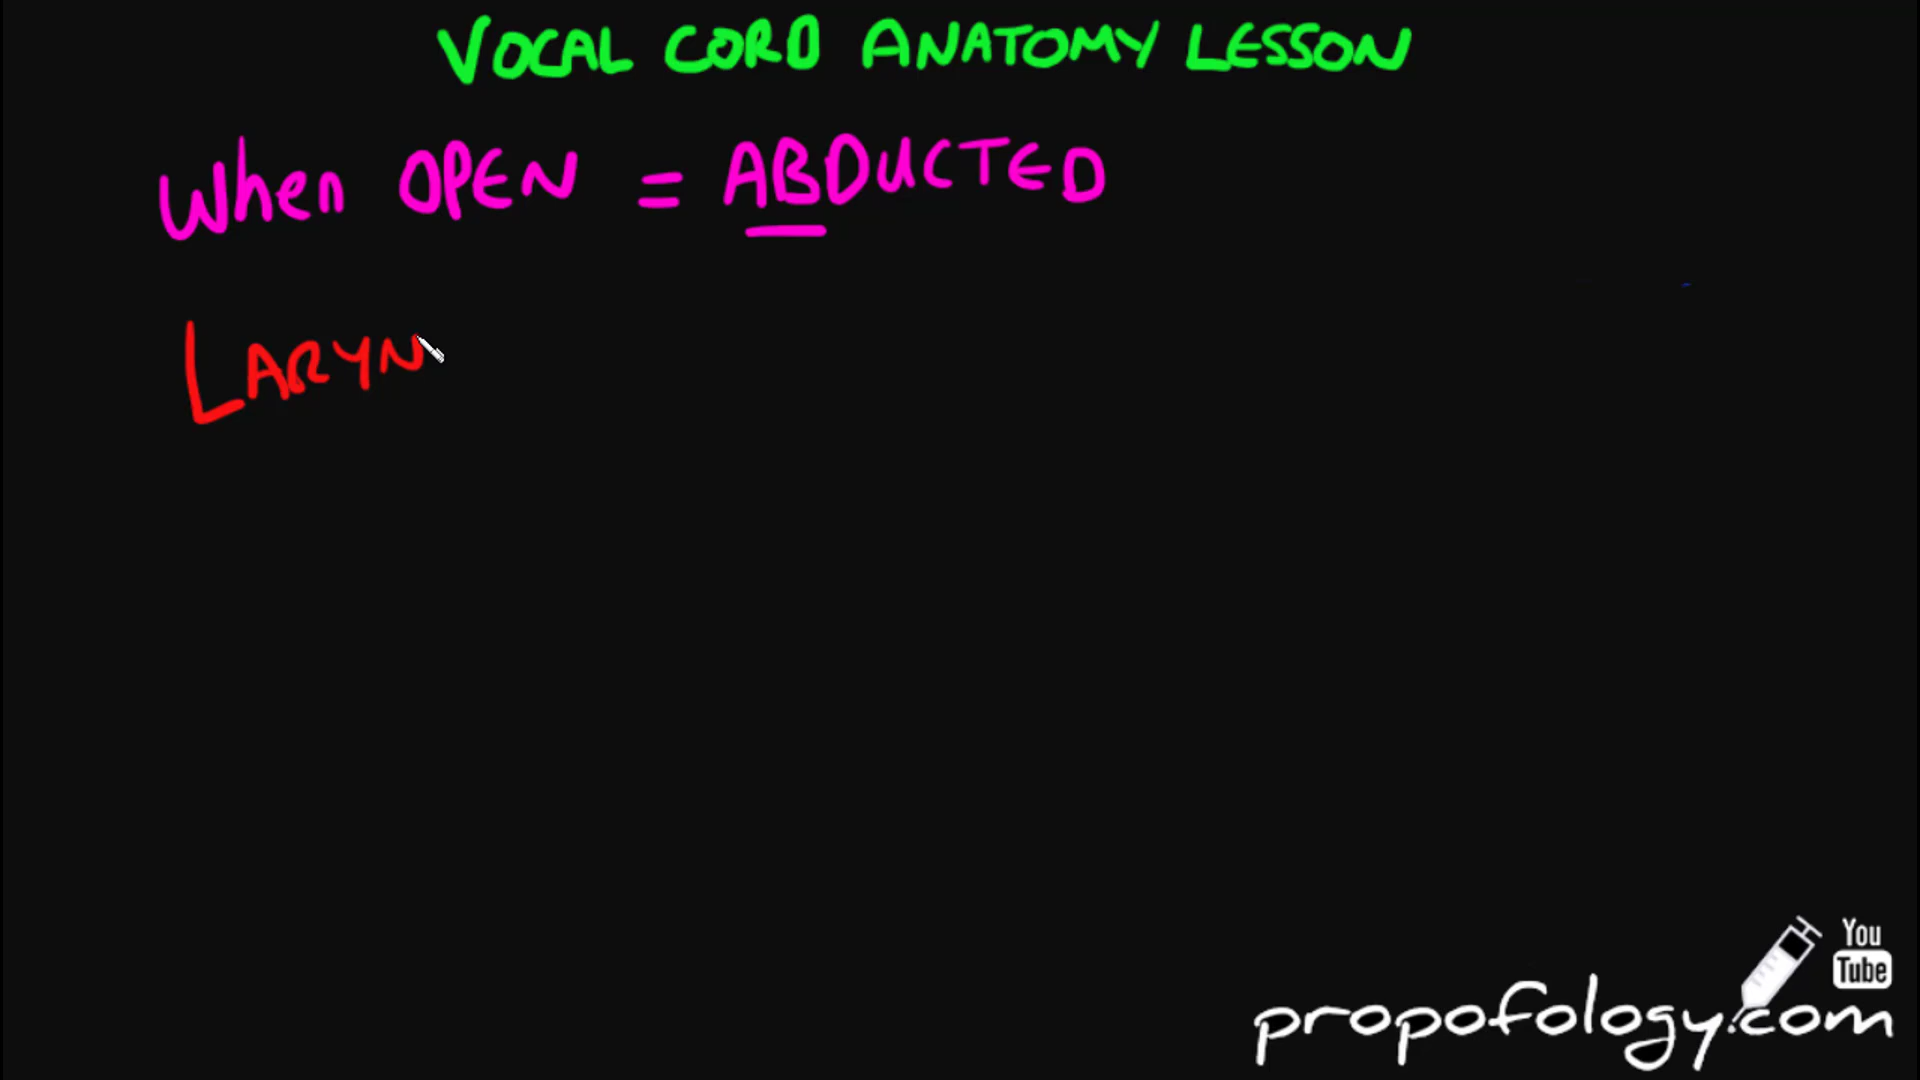 VOCAL CORD ANATOMY LESSON
When OPEN = ABDUCTED
LARYN
You
Tube
propofology.com